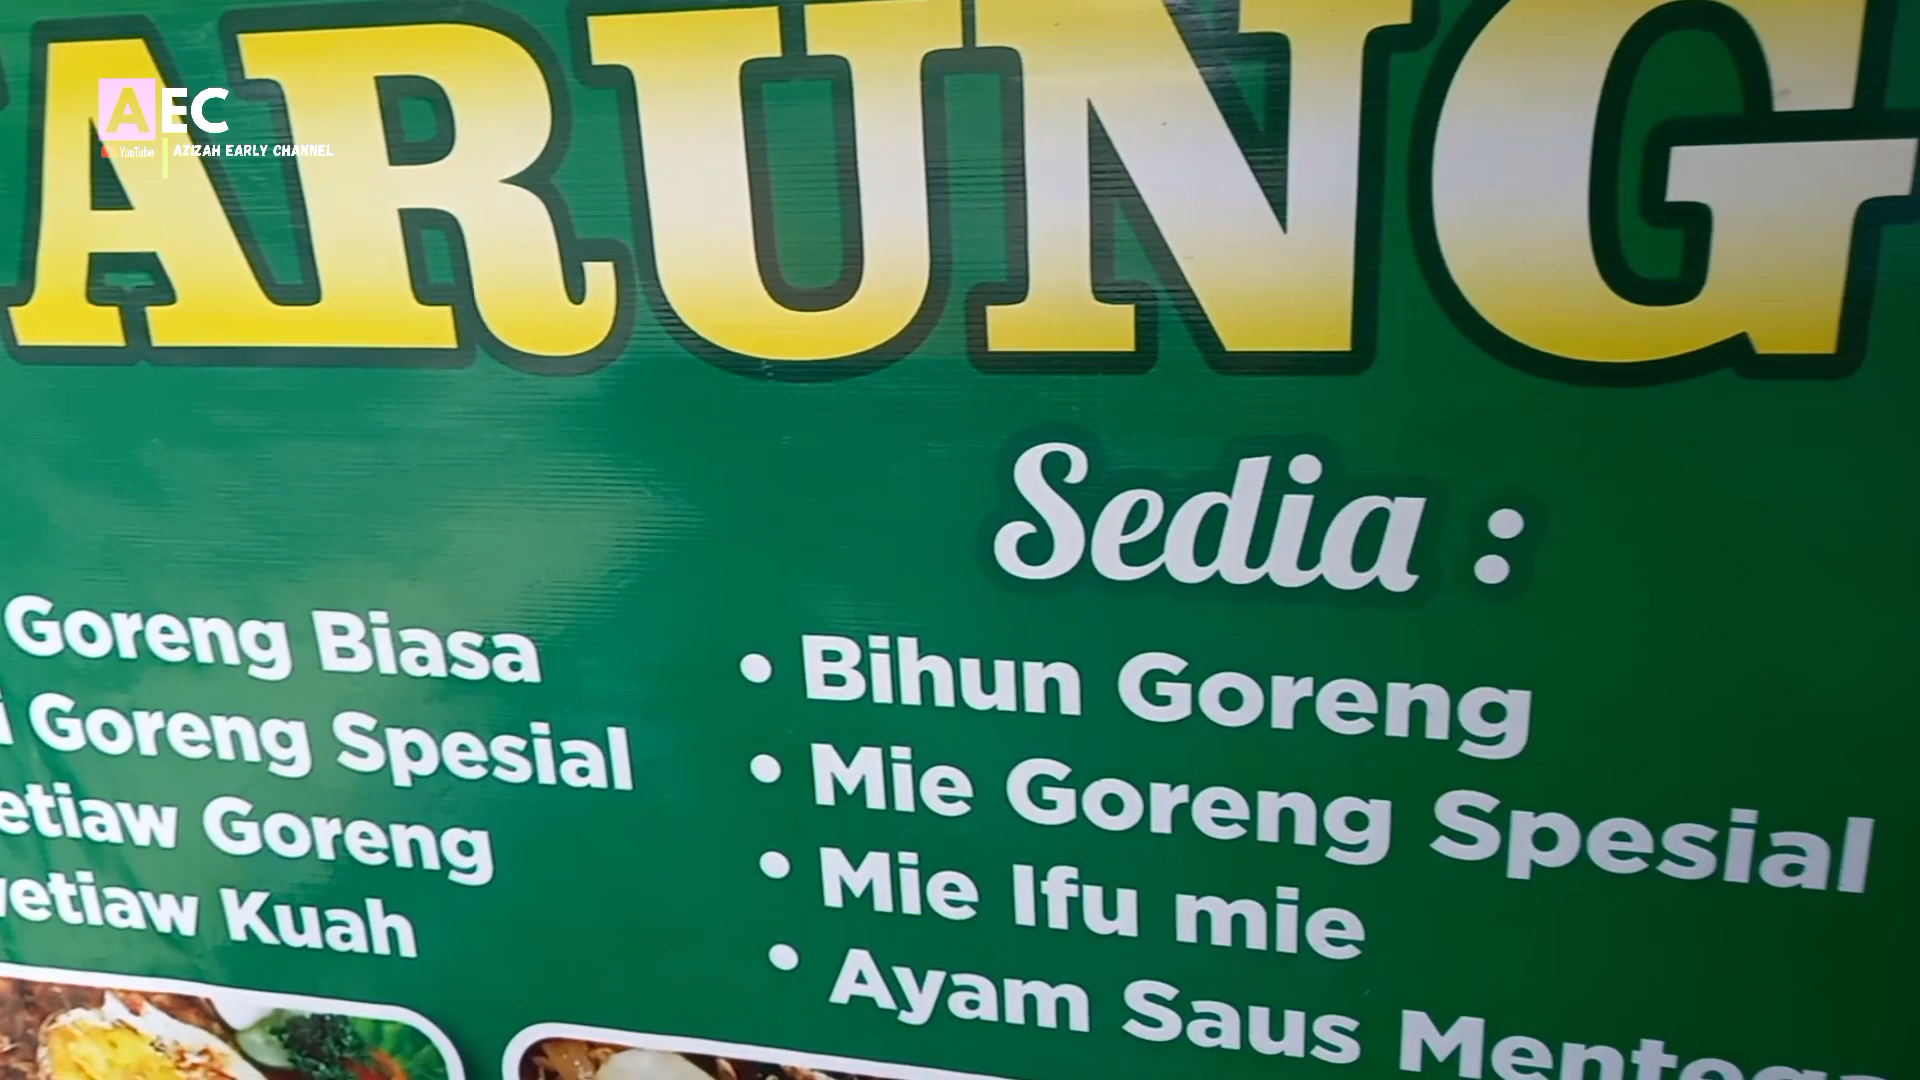 ARUNG
AEC
YouTube
AZIZAH EARLY CHANNEL
Sedia :
Goreng Biasa
i Goreng Spesial
etiaw Goreng
etiaw Kuah
• Bihun Goreng
• Mie Goreng Spesial
• Mie Ifu mie
• Ayam Saus Mentega